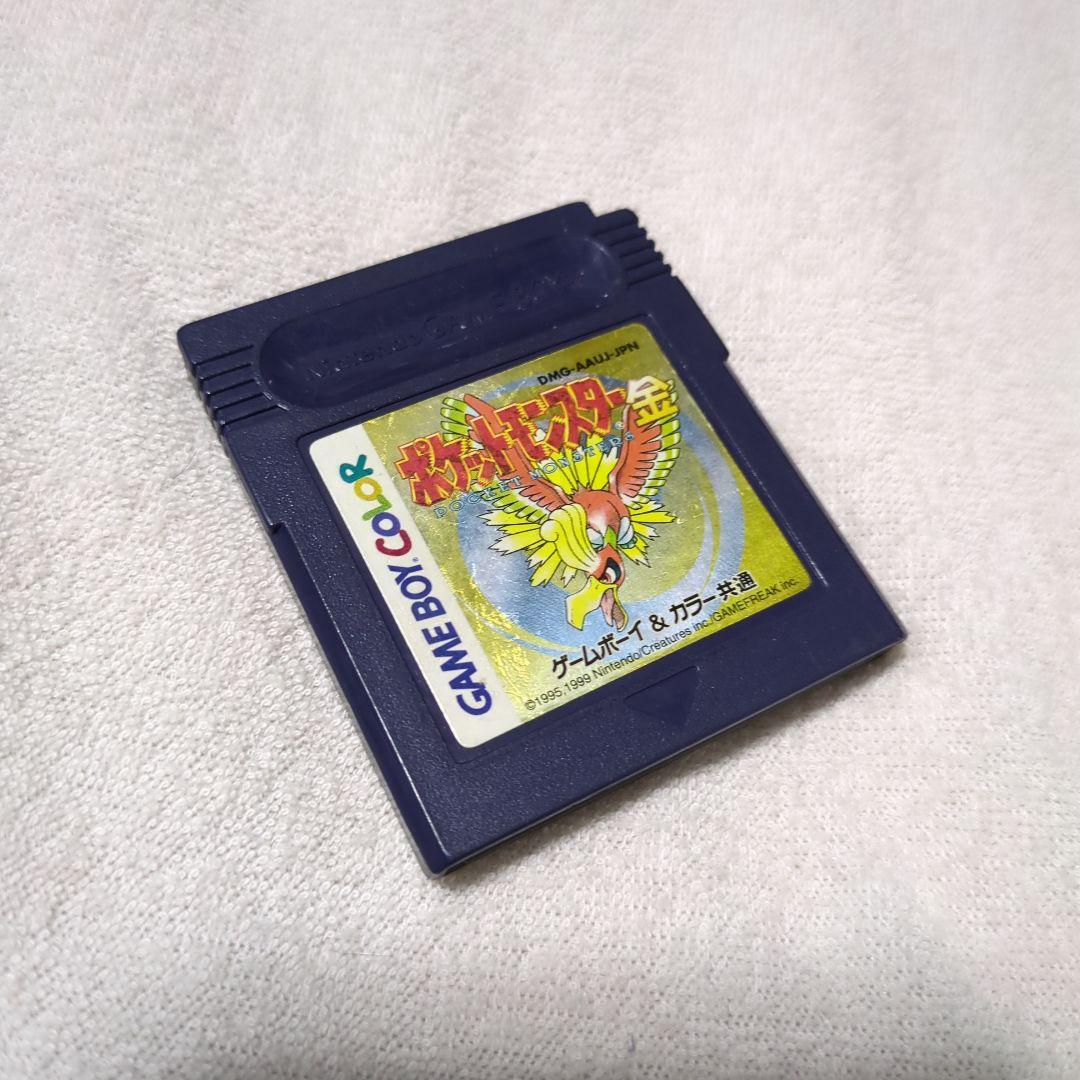 Nintendo GAME BOY
DMG-AAUJ-JPN
ポケットモンスター金
POCKET MONSTERS
GAME BOY COLOR
ゲームボーイ & カラー共通
©1995,1999 Nintendo/Creatures inc./GAMEFREAK inc.